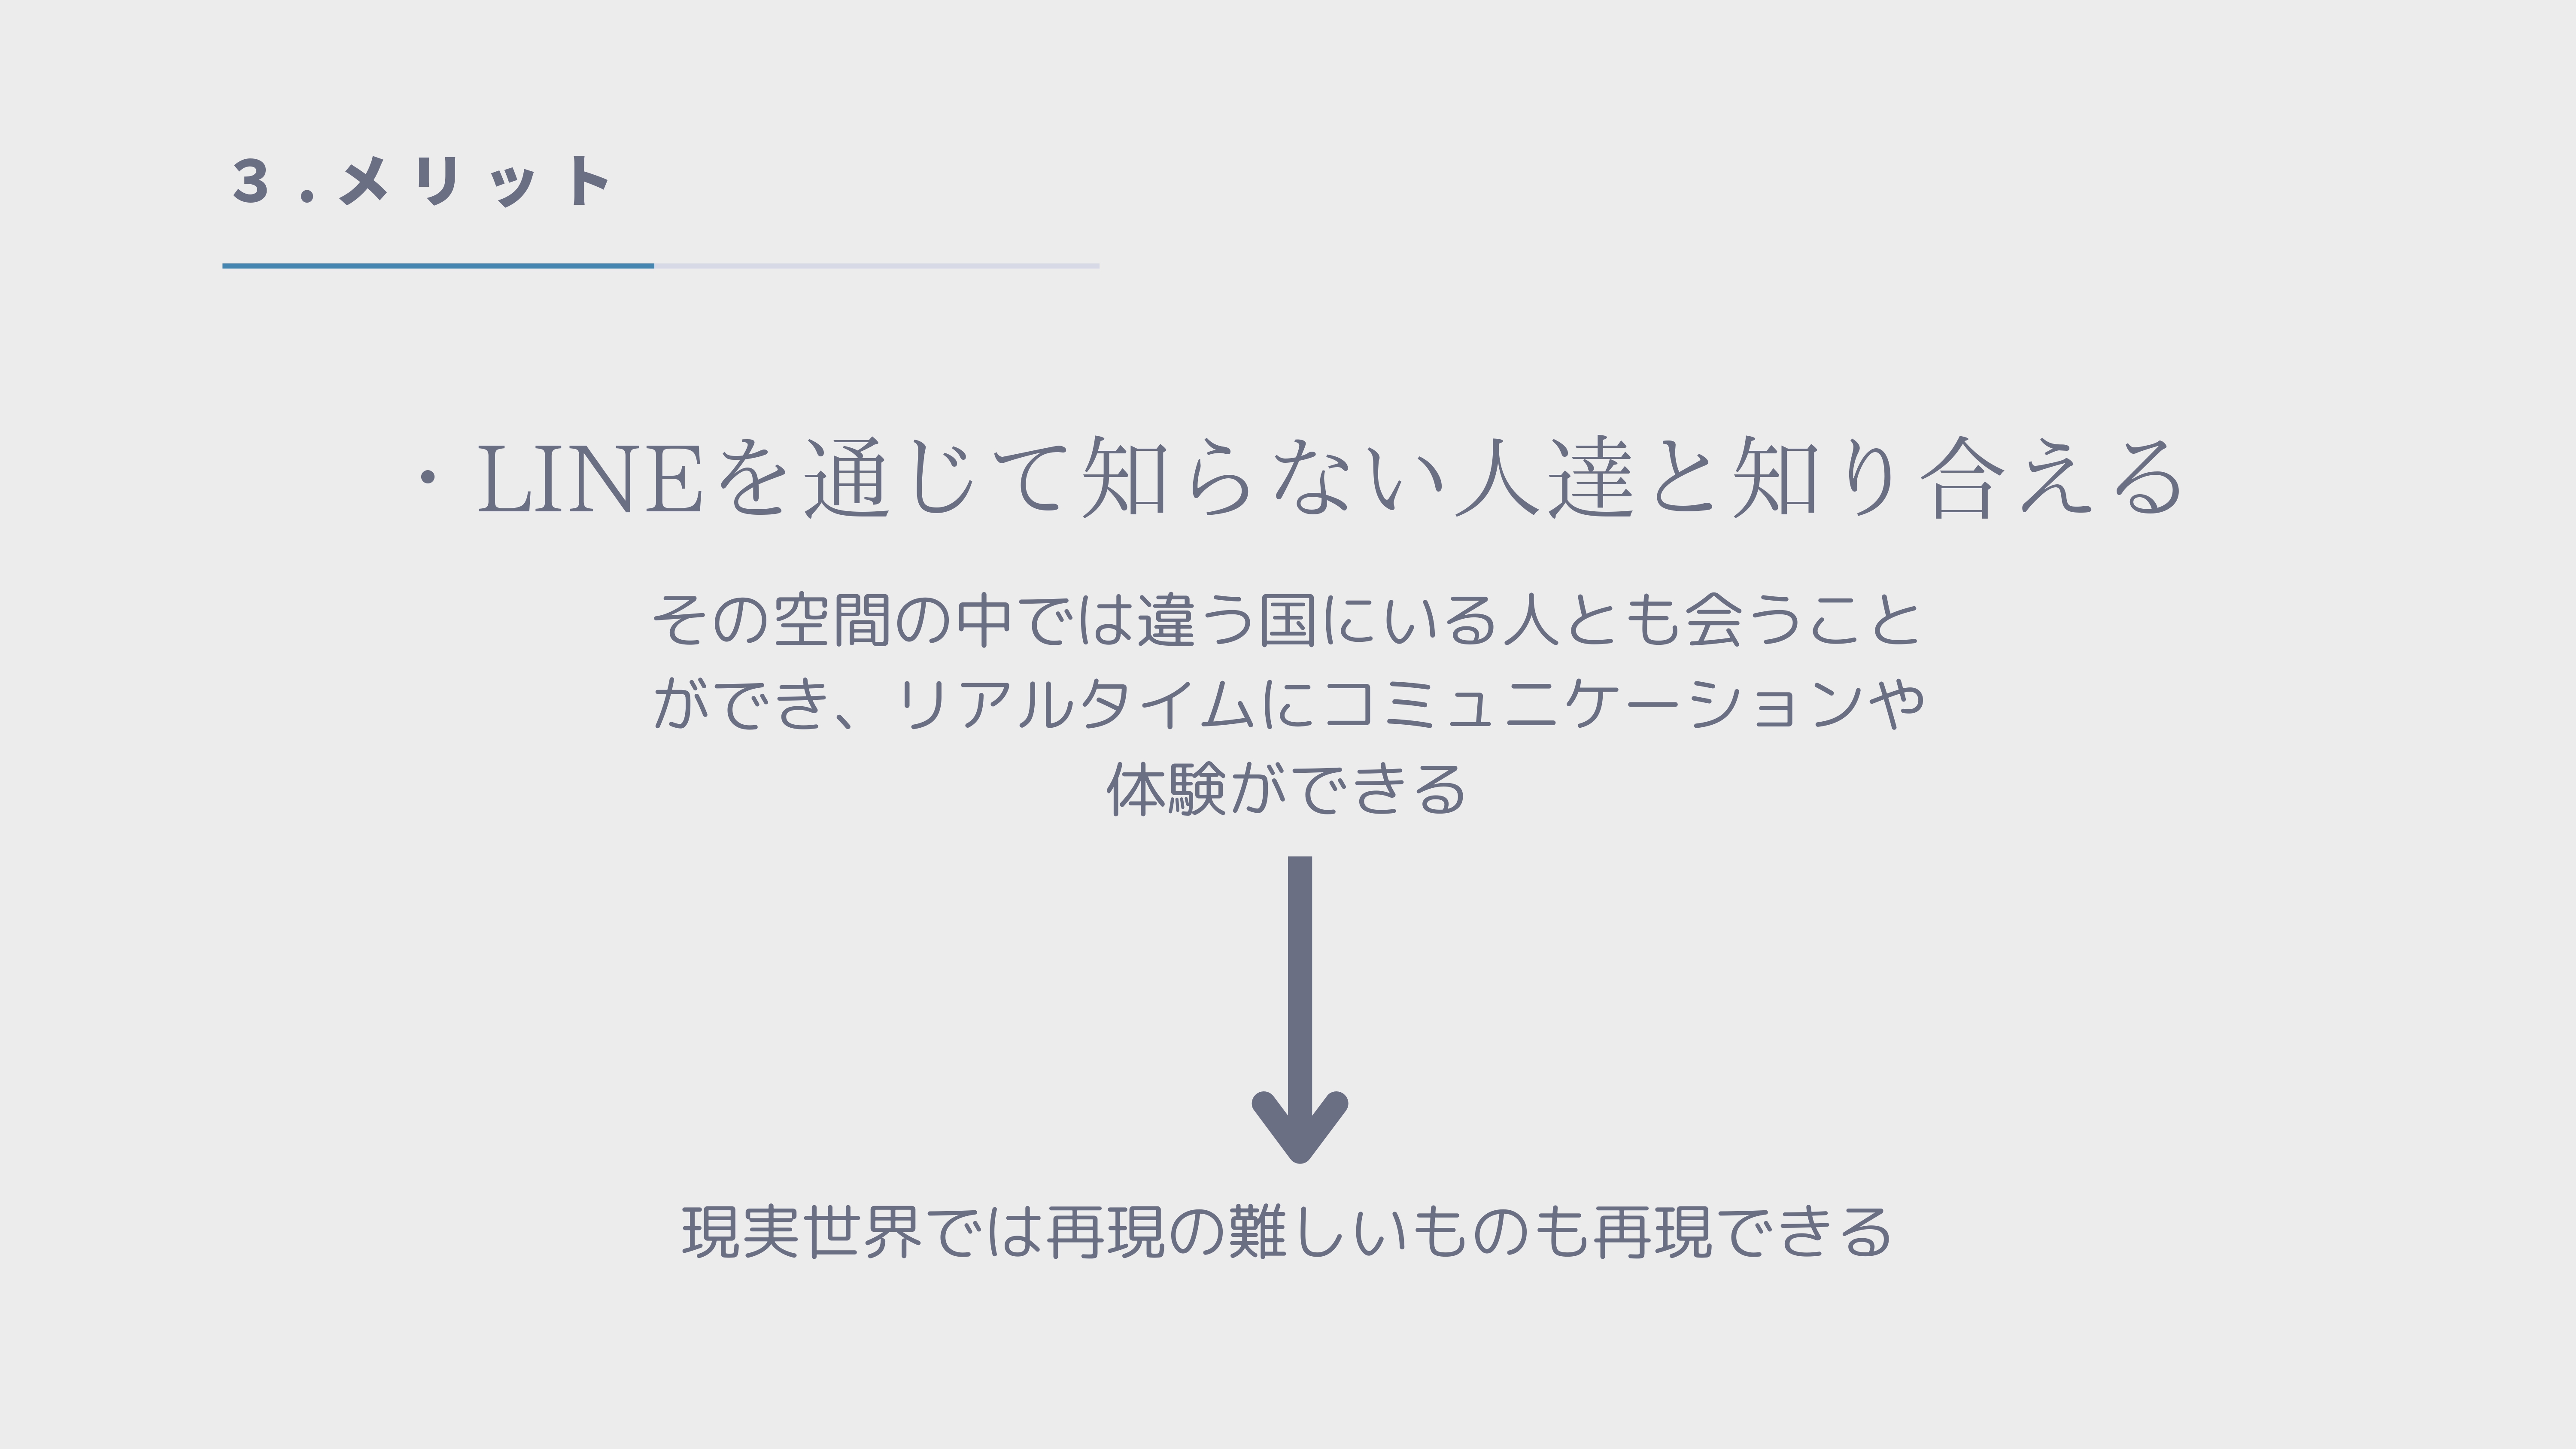 3.メリット
・LINEを通じて知らない人達と知り合える
その空間の中では違う国にいる人とも会うこと
ができ、リアルタイムにコミュニケーションや
体験ができる
現実世界では再現の難しいものも再現できる